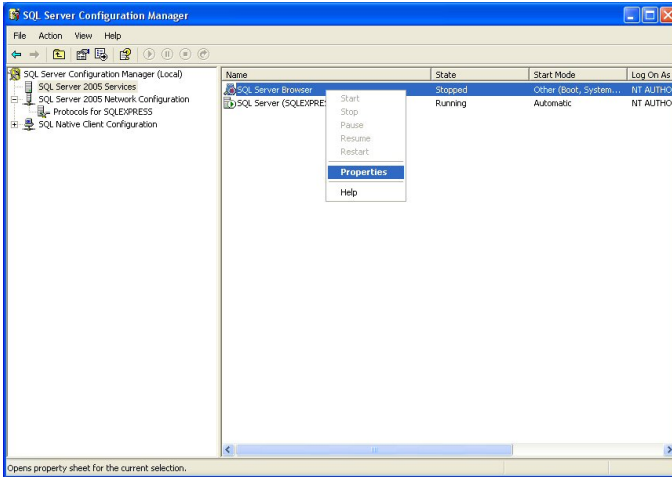 SQL Server Configuration Manager
File Action View Help
SQL Server Configuration Manager (Local)
SQL Server 2005 Services
SQL Server 2005 Network Configuration
Protocols for SQLEXPRESS
SQL Native Client Configuration
Name State Start Mode Log On As
SQL Server Browser Stopped Other (Boot, System... NT AUTHO
SQL Server (SQLEXPRE Running Automatic NT AUTHO
Start
Stop
Pause
Resume
Restart
Properties
Help
Opens property sheet for the current selection.